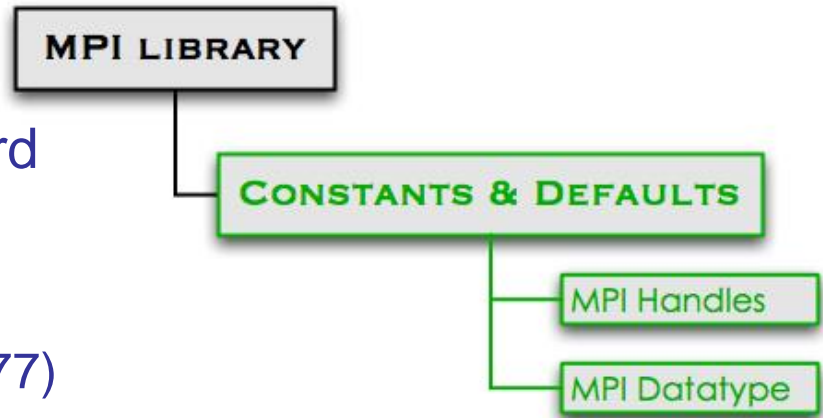 MPI LIBRARY
rd
CONSTANTS & DEFAULTS
MPI Handles
77)
MPI Datatype